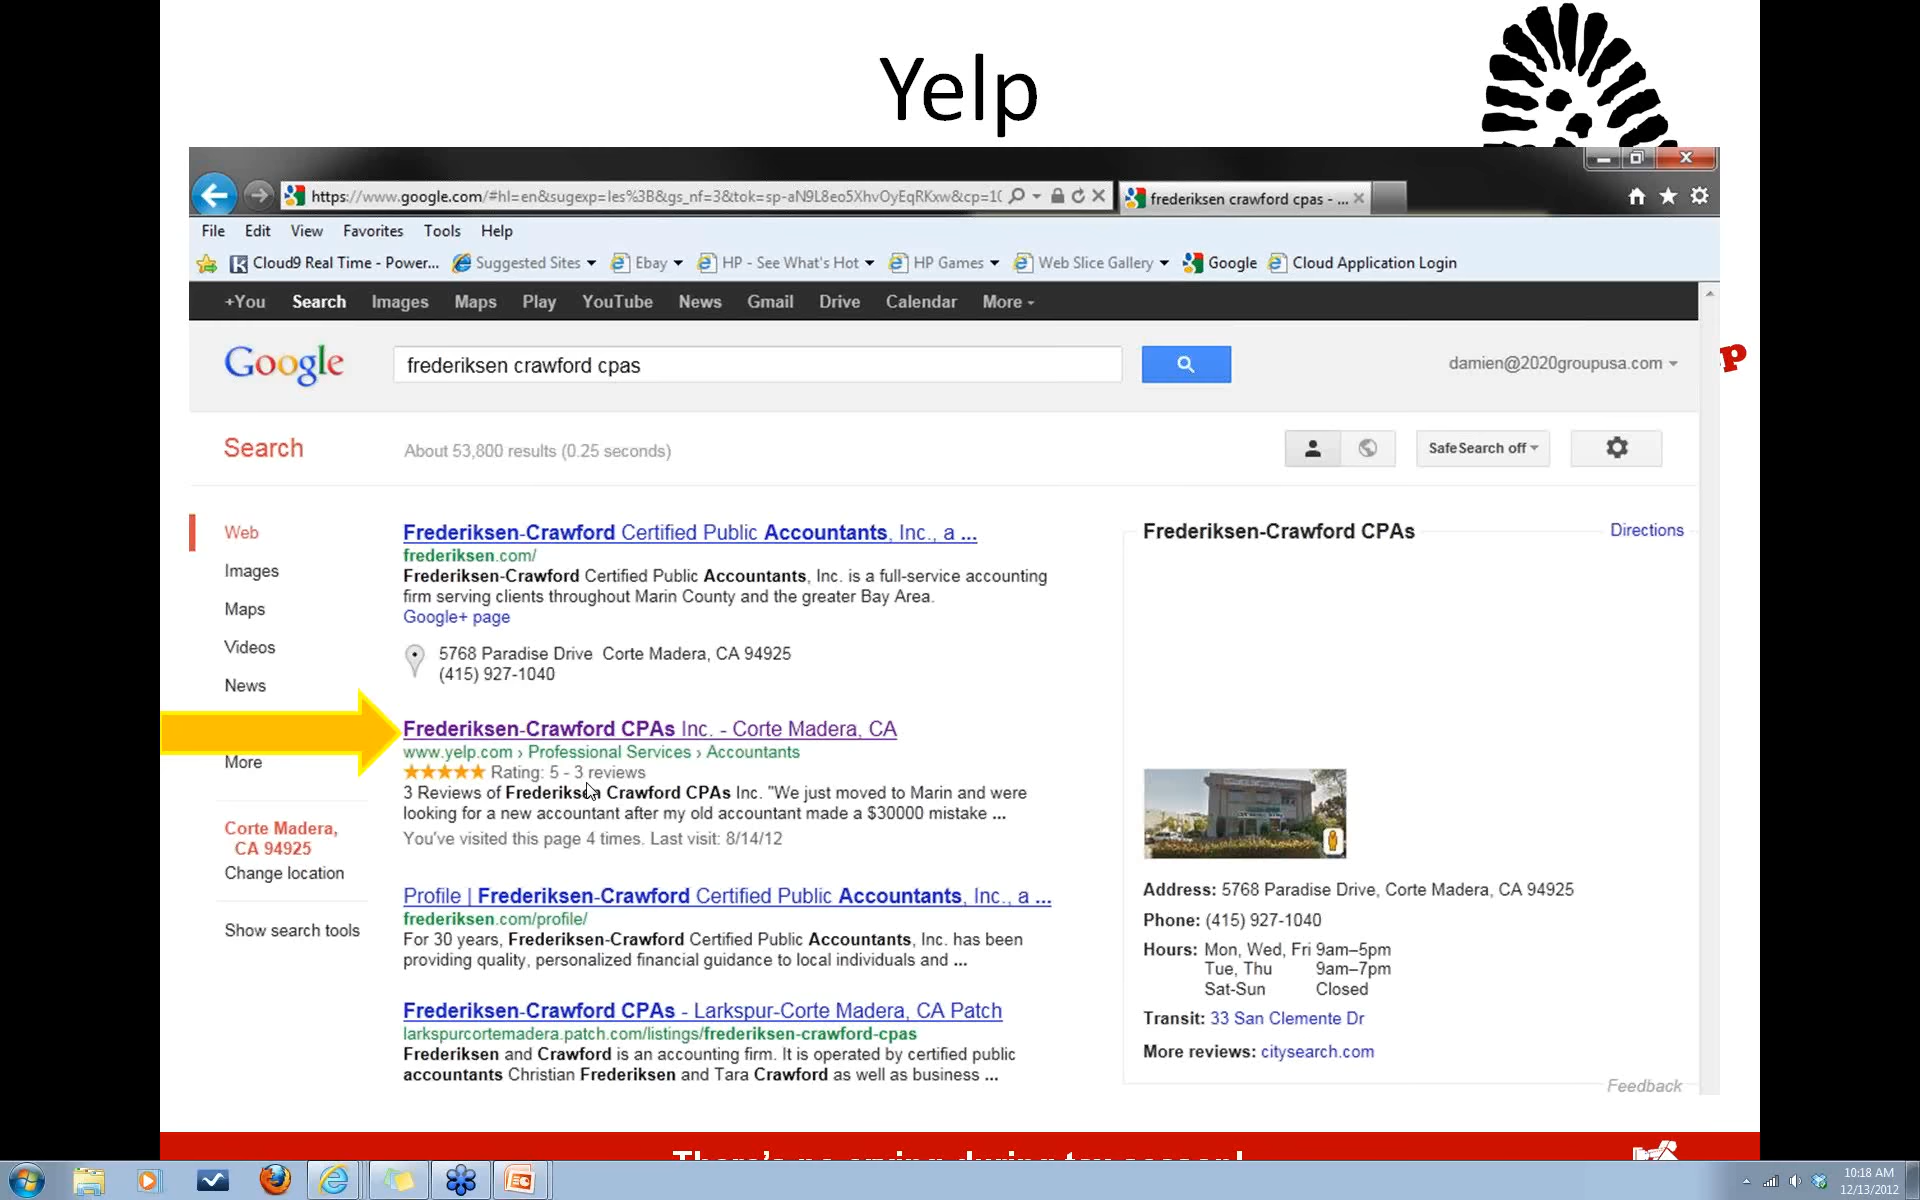 Yelp
https://www.google.com/#hl=en&sugexp=les%3B&gs_nf=3&tok=sp-aN9L8eo5XhvOyEqRKxw&cp=1(
frederiksen crawford cpas - ...
File Edit View Favorites Tools Help
Cloud9 Real Time - Power... Suggested Sites Ebay HP - See What's Hot HP Games Web Slice Gallery Google Cloud Application Login
+You Search Images Maps Play YouTube News Gmail Drive Calendar More
Google frederiksen crawford cpas damien@2020groupusa.com
p
Search About 53,800 results (0.25 seconds) SafeSearch off
Web
Images
Maps
Videos
News
More
Corte Madera,
CA 94925
Change location
Show search tools
Frederiksen-Crawford Certified Public Accountants, Inc., a ...
frederiksen.com/
Frederiksen-Crawford Certified Public Accountants, Inc. is a full-service accounting
firm serving clients throughout Marin County and the greater Bay Area.
Google+ page
5768 Paradise Drive Corte Madera, CA 94925
(415) 927-1040
Frederiksen-Crawford CPAs Inc. - Corte Madera, CA
www.yelp.com › Professional Services › Accountants
Rating: 5 - 3 reviews
3 Reviews of Frederiksen Crawford CPAs Inc. "We just moved to Marin and were
looking for a new accountant after my old accountant made a $30000 mistake ...
You've visited this page 4 times. Last visit: 8/14/12
Profile | Frederiksen-Crawford Certified Public Accountants, Inc., a ...
frederiksen.com/profile/
For 30 years, Frederiksen-Crawford Certified Public Accountants, Inc. has been
providing quality, personalized financial guidance to local individuals and ...
Frederiksen-Crawford CPAs - Larkspur-Corte Madera, CA Patch
larkspurcortemadera.patch.com/listings/frederiksen-crawford-cpas
Frederiksen and Crawford is an accounting firm. It is operated by certified public
accountants Christian Frederiksen and Tara Crawford as well as business ...
Frederiksen-Crawford CPAs Directions
Address: 5768 Paradise Drive, Corte Madera, CA 94925
Phone: (415) 927-1040
Hours: Mon, Wed, Fri 9am–5pm
Tue, Thu 9am–7pm
Sat-Sun Closed
Transit: 33 San Clemente Dr
More reviews: citysearch.com
Feedback
There's no crying during tax season!
10:18 AM
12/13/2012